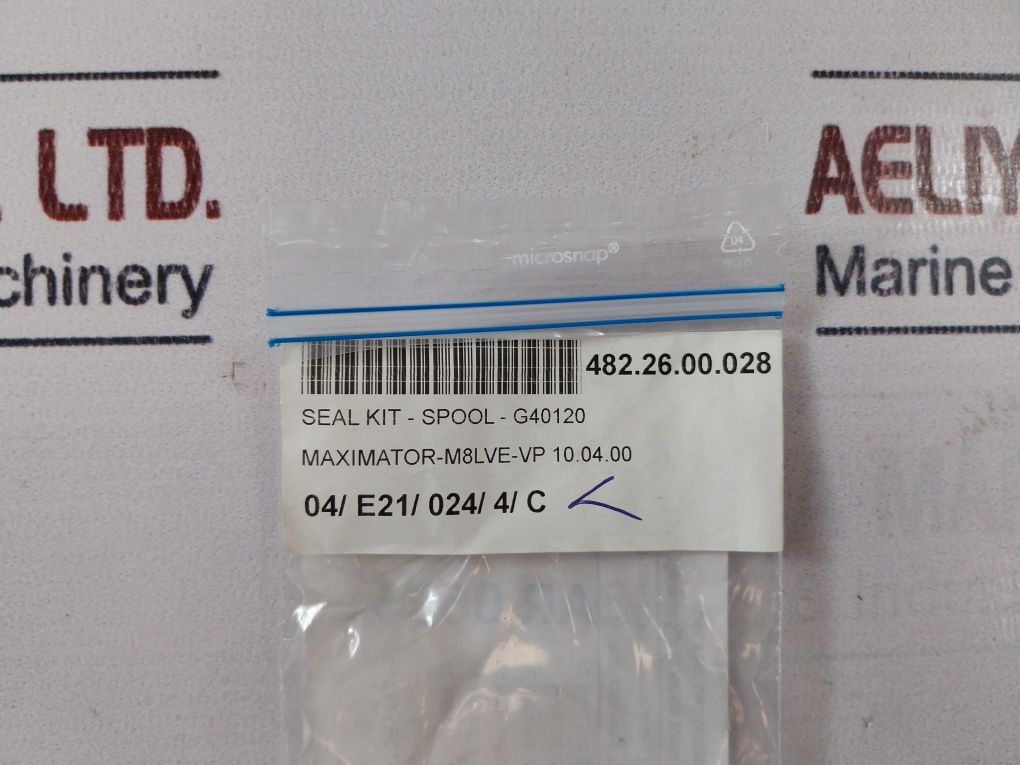 . LTD.
chinery
AELIY
Marine
microsnap®
04
482.26.00.028
SEAL KIT - SPOOL - G40120
MAXIMATOR-M8LVE-VP 10.04.00
04/ E21/ 024/ 4/ C